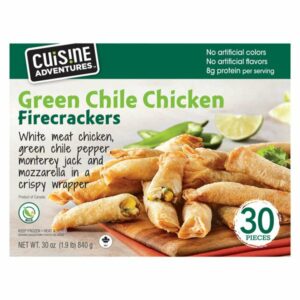 CUISINE
ADVENTURES
No artificial colors
No artificial flavors
8g protein per serving
Green Chile Chicken
Firecrackers
White meat chicken,
green chile pepper,
monterey jack and
mozzarella in a
crispy wrapper
Product of Canada
30
PIECES
KEEP FROZEN
NET WT. 30 oz (1.9 lb) 840 g